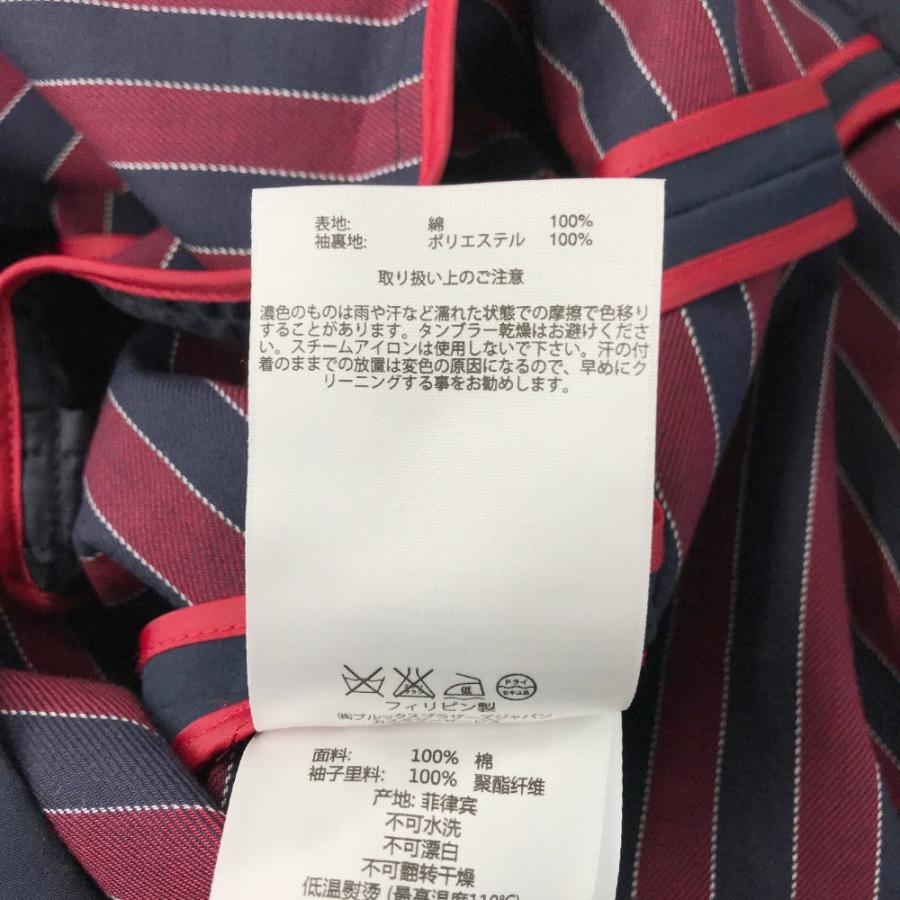 表地: 綿 100%
袖裏地: ポリエステル 100%
取り扱い上のご注意
濃色のものは雨や汗など濡れた状態での摩擦で色移り
することがあります。タンブラー乾燥はお避けくださ
い。スチームアイロンは使用しないで下さい。汗の付
着のままでの放置は変色の原因になるので、早めにク
リーニングする事をお勧めします。
低 ドライ
セキユ系
フィリピン製
(株)ブルックスブラザーズジャパン
カスタマーサービス
面料: 100% 棉
袖子里料: 100% 聚酯纤维
产地: 菲律宾
不可水洗
不可漂白
不可翻转干燥
低温熨烫 (最高温度110℃)